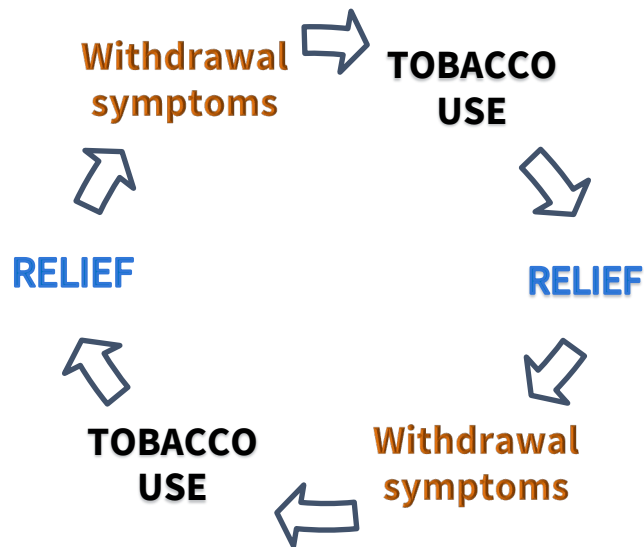 Withdrawal
symptoms
TOBACCO
USE
RELIEF
RELIEF
Withdrawal
symptoms
TOBACCO
USE